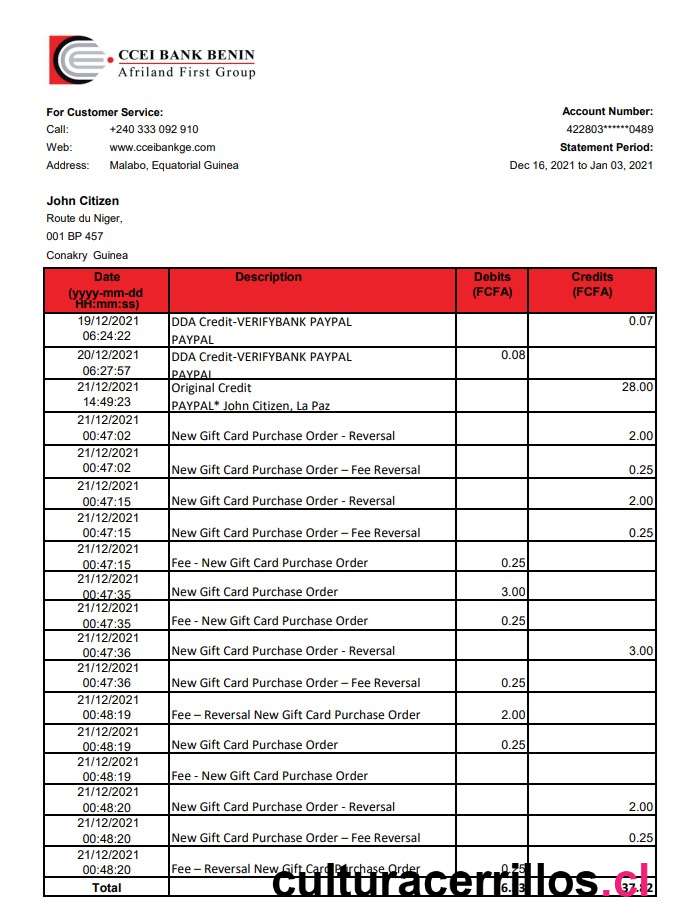 CCEI BANK BENIN
Afriland First Group
For Customer Service:
Call: +240 333 092 910
Web: www.cceibankge.com
Address: Malabo, Equatorial Guinea
Account Number:
422803******0489
Statement Period:
Dec 16, 2021 to Jan 03, 2021
John Citizen
Route du Niger,
001 BP 457
Conakry Guinea
Date (yyyy-mm-dd HH:mm:ss) Description Debits (FCFA) Credits (FCFA)
19/12/2021 06:24:22 DDA Credit-VERIFYBANK PAYPAL PAYPAL 0.07
20/12/2021 06:27:57 DDA Credit-VERIFYBANK PAYPAL PAYPAL 0.08
21/12/2021 14:49:23 Original Credit PAYPAL* John Citizen, La Paz 28.00
21/12/2021 00:47:02 New Gift Card Purchase Order - Reversal 2.00
21/12/2021 00:47:02 New Gift Card Purchase Order – Fee Reversal 0.25
21/12/2021 00:47:15 New Gift Card Purchase Order - Reversal 2.00
21/12/2021 00:47:15 New Gift Card Purchase Order – Fee Reversal 0.25
21/12/2021 00:47:15 Fee - New Gift Card Purchase Order 0.25
21/12/2021 00:47:35 New Gift Card Purchase Order 3.00
21/12/2021 00:47:35 Fee - New Gift Card Purchase Order 0.25
21/12/2021 00:47:36 New Gift Card Purchase Order - Reversal 3.00
21/12/2021 00:47:36 New Gift Card Purchase Order – Fee Reversal 0.25
21/12/2021 00:48:19 Fee – Reversal New Gift Card Purchase Order 2.00
21/12/2021 00:48:19 New Gift Card Purchase Order 0.25
21/12/2021 00:48:19 Fee - New Gift Card Purchase Order
21/12/2021 00:48:20 New Gift Card Purchase Order - Reversal 2.00
21/12/2021 00:48:20 New Gift Card Purchase Order – Fee Reversal 0.25
21/12/2021 00:48:20 Fee – Reversal New Gift Card Purchase Order 0.25
Total 37.82
culturacerrillos.cl